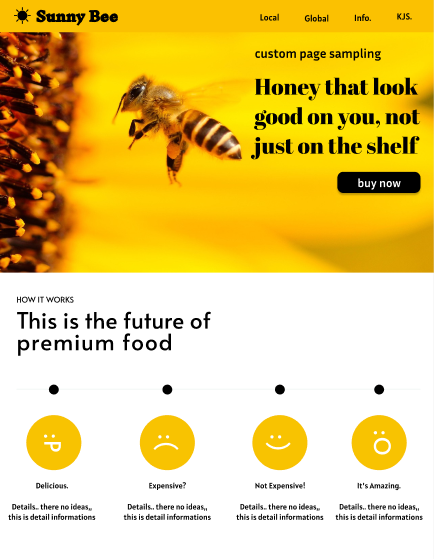 Sunny Bee
Local Global Info. KJS.
custom page sampling
Honey that look
good on you, not
just on the shelf
buy now
HOW IT WORKS
This is the future of
premium food
:P :( :) :O
Delicious. Expensive? Not Expensive! It's Amazing.
Details.. there no ideas,, Details.. there no ideas,, Details.. there no ideas,, Details.. there no ideas,,
this is detail informations this is detail informations this is detail informations this is detail informations